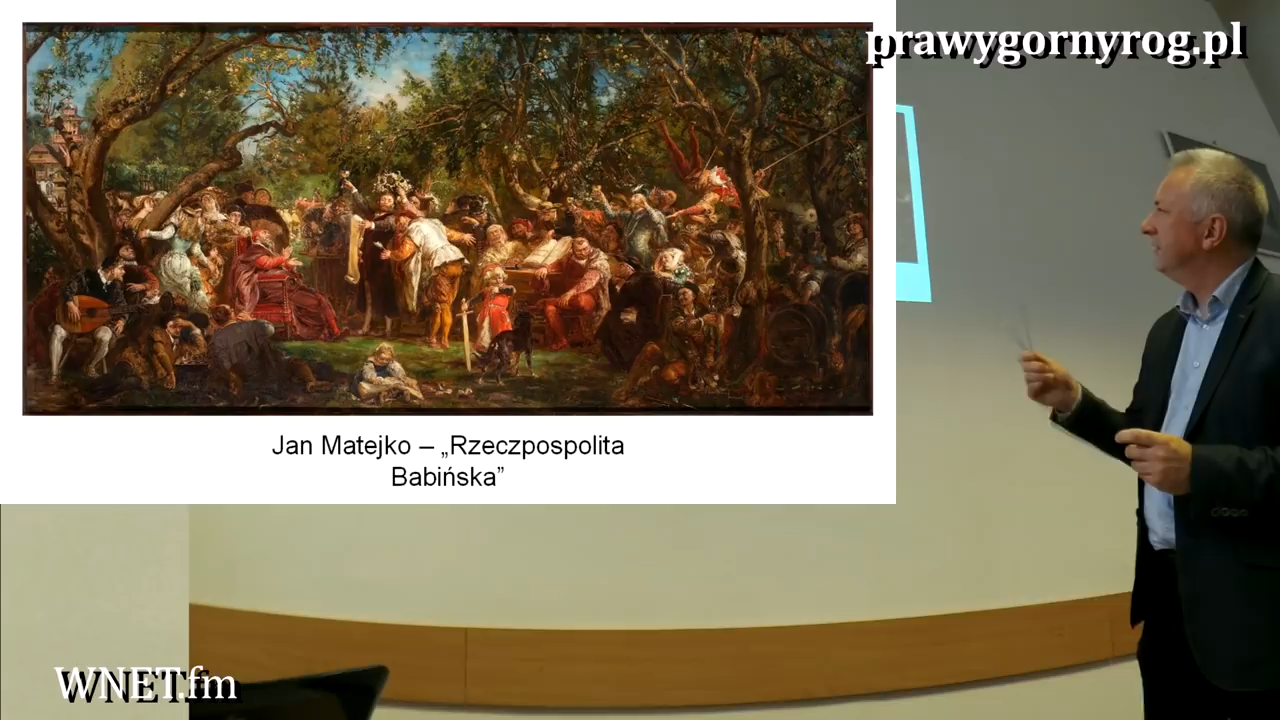 prawygornyrog.pl
Jan Matejko – „Rzeczpospolita
Babińska”
WNET.fm